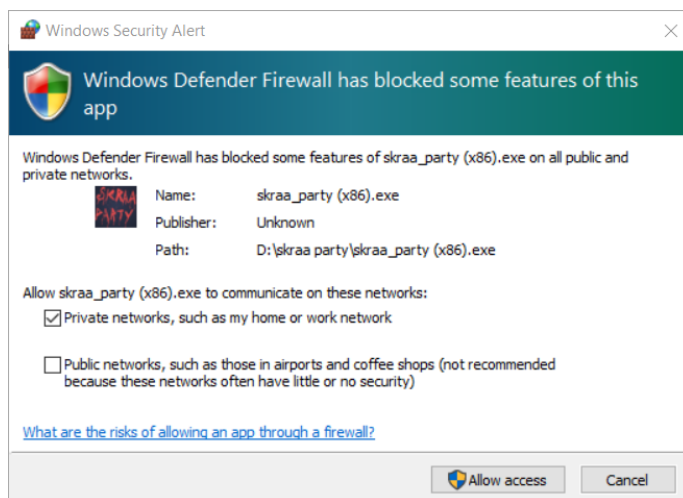 Windows Security Alert
Windows Defender Firewall has blocked some features of this
app
Windows Defender Firewall has blocked some features of skraa_party (x86).exe on all public and
private networks.
SKRAA
PARTY
Name: skraa_party (x86).exe
Publisher: Unknown
Path: D:\skraa party\skraa_party (x86).exe
Allow skraa_party (x86).exe to communicate on these networks:
Private networks, such as my home or work network
Public networks, such as those in airports and coffee shops (not recommended
because these networks often have little or no security)
What are the risks of allowing an app through a firewall?
Allow access Cancel